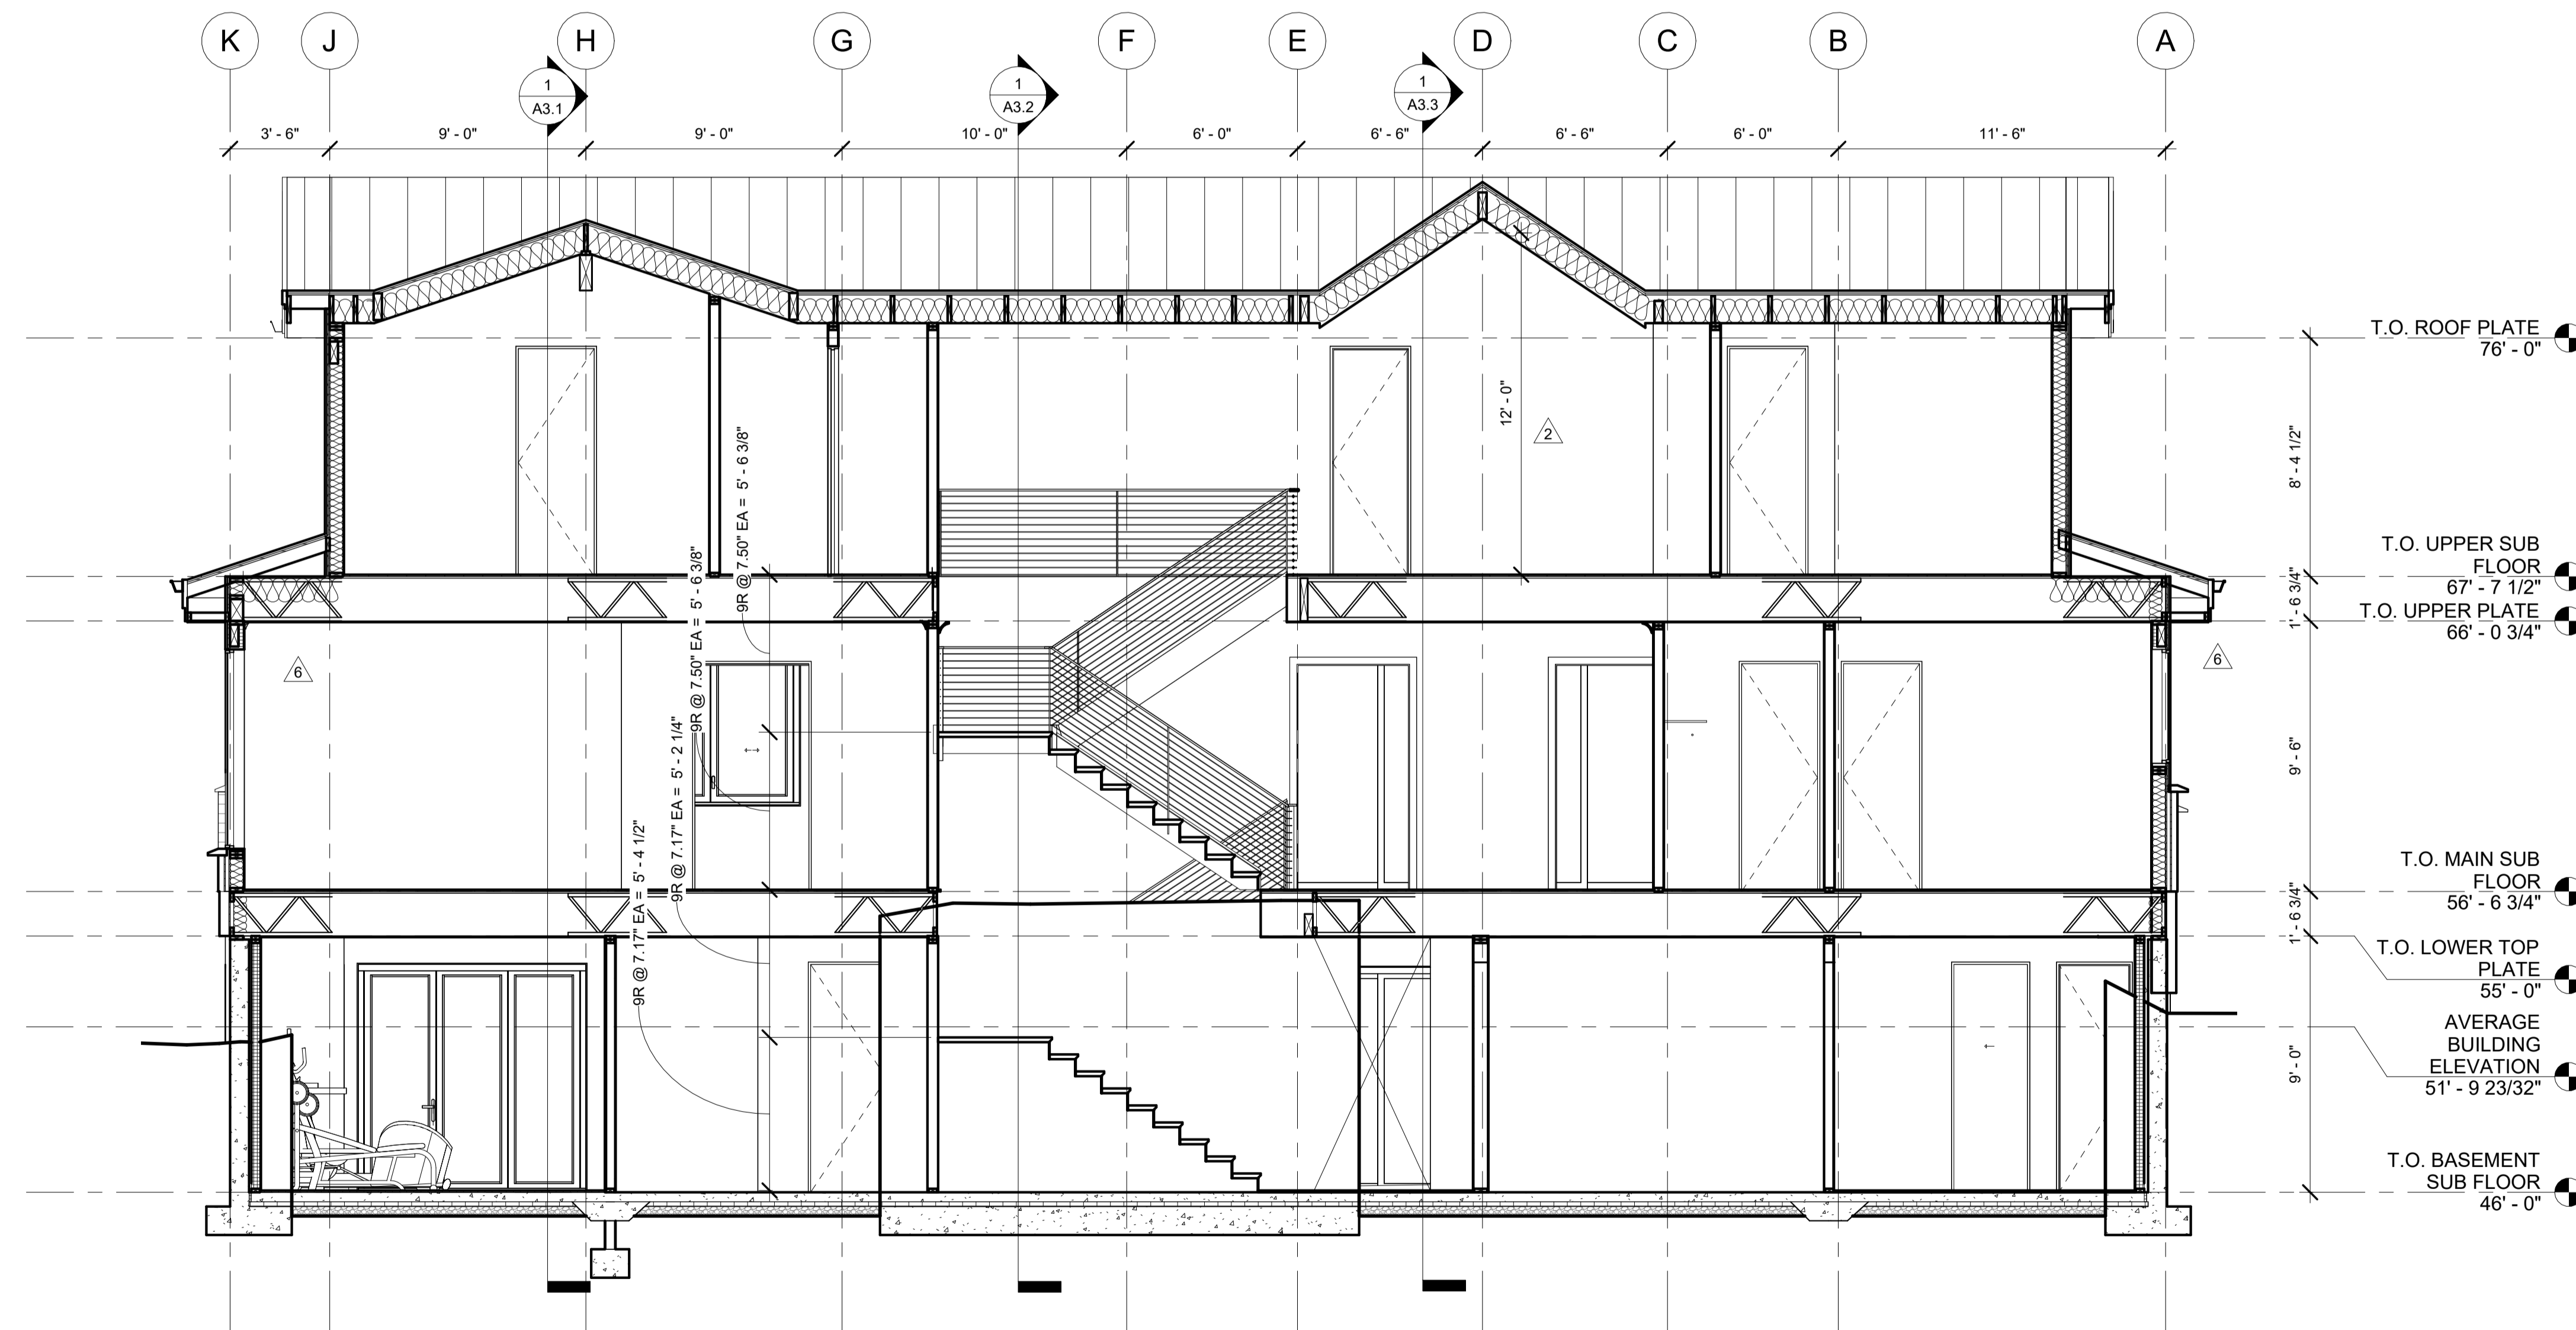 K J H G F E D C B A
1
A3.1
1
A3.2
1
A3.3
3' - 6" 9' - 0" 9' - 0" 10' - 0" 6' - 0" 6' - 6" 6' - 6" 6' - 0" 11' - 6"
T.O. ROOF PLATE
76' - 0"
8' - 4 1/2"
12' - 0"
2
9R @ 7.50" EA = 5' - 6 3/8"
9R @ 7.50" EA = 5' - 6 3/8"
9R @ 7.17" EA = 5' - 2 1/4"
9R @ 7.17" EA = 5' - 4 1/2"
T.O. UPPER SUB
FLOOR
67' - 7 1/2"
1' - 6 3/4"
T.O. UPPER PLATE
66' - 0 3/4"
6
6
9' - 6"
T.O. MAIN SUB
FLOOR
56' - 6 3/4"
1' - 6 3/4"
T.O. LOWER TOP
PLATE
55' - 0"
AVERAGE
BUILDING
ELEVATION
51' - 9 23/32"
9' - 0"
T.O. BASEMENT
SUB FLOOR
46' - 0"